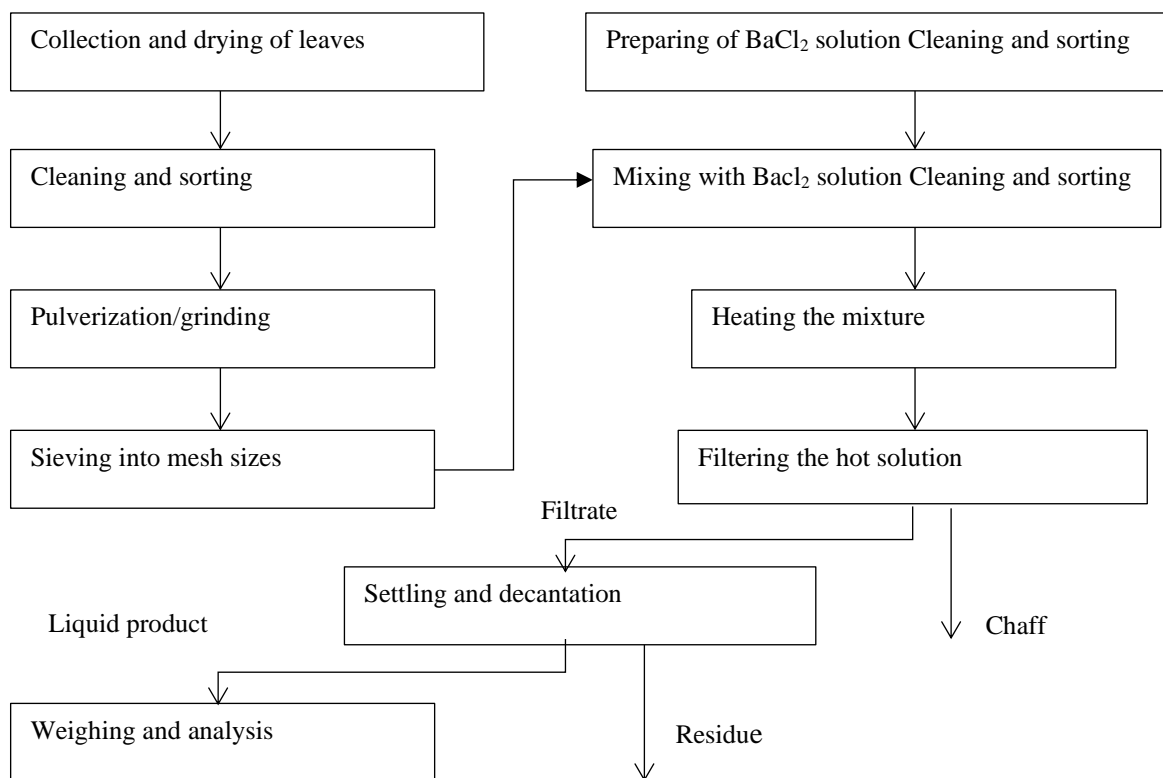 Collection and drying of leaves
Preparing of BaCl₂ solution Cleaning and sorting
Cleaning and sorting
Mixing with Bacl₂ solution Cleaning and sorting
Pulverization/grinding
Heating the mixture
Sieving into mesh sizes
Filtering the hot solution
Filtrate
Settling and decantation
Liquid product
Chaff
Weighing and analysis
Residue